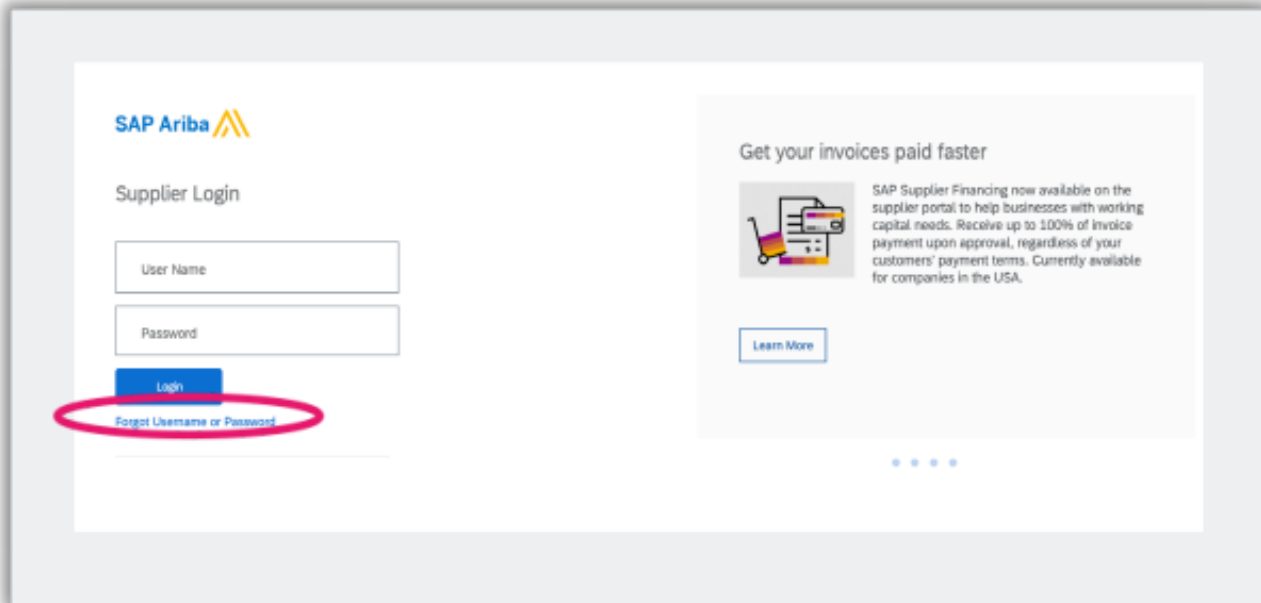 SAP Ariba
Supplier Login
User Name
Password
Login
Forgot Username or Password
Get your invoices paid faster
SAP Supplier Financing now available on the
supplier portal to help businesses with working
capital needs. Receive up to 100% of invoice
payment upon approval, regardless of your
customers' payment terms. Currently available
for companies in the USA.
Learn More